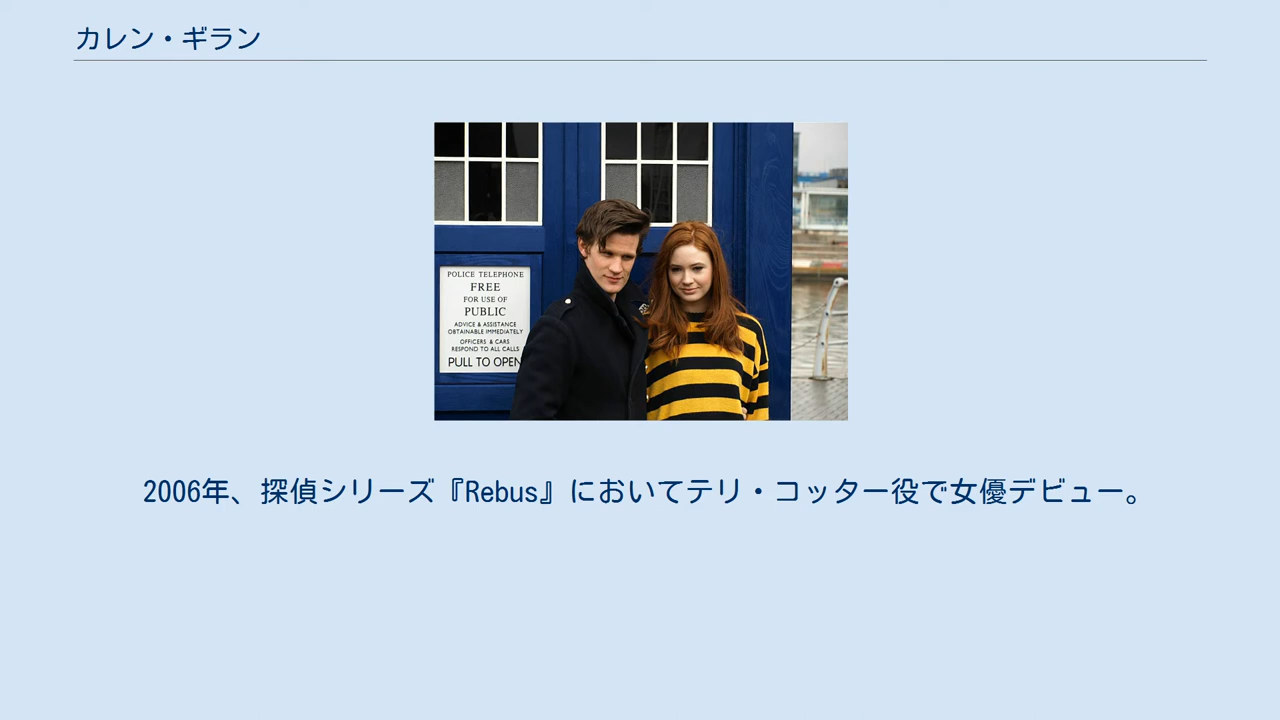 カレン・ギラン
POLICE TELEPHONE
FREE
FOR USE OF
PUBLIC
ADVICE & ASSISTANCE
OBTAINABLE IMMEDIATELY
OFFICERS & CARS
RESPOND TO ALL CALLS
PULL TO OPEN
2006年、探偵シリーズ『Rebus』においてテリ・コッター役で女優デビュー。